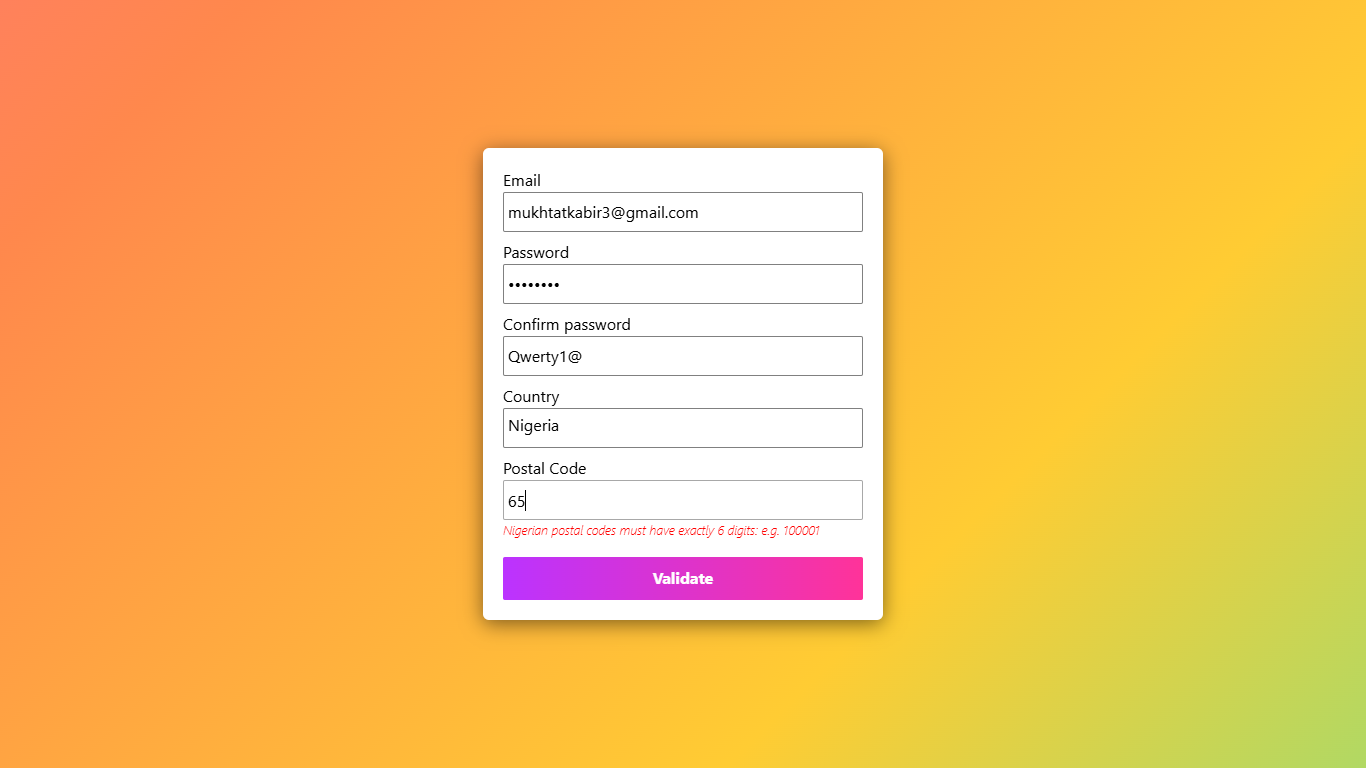 Email
mukhtatkabir3@gmail.com
Password
••••••••
Confirm password
Qwerty1@
Country
Nigeria
Postal Code
65
Nigerian postal codes must have exactly 6 digits: e.g. 100001
Validate